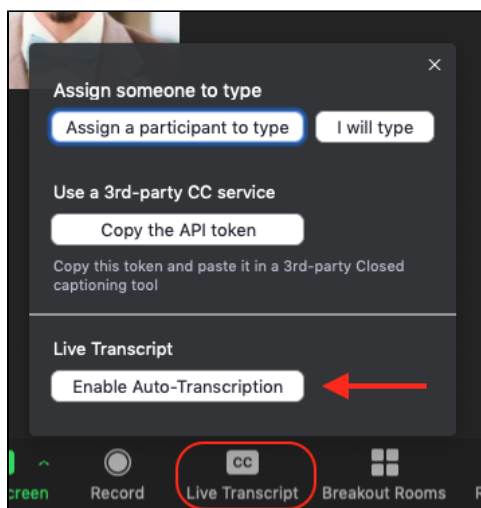 Assign someone to type
Assign a participant to type
I will type
Use a 3rd-party CC service
Copy the API token
Copy this token and paste it in a 3rd-party Closed
captioning tool
Live Transcript
Enable Auto-Transcription
CC
creen
Record
Live Transcript
Breakout Rooms